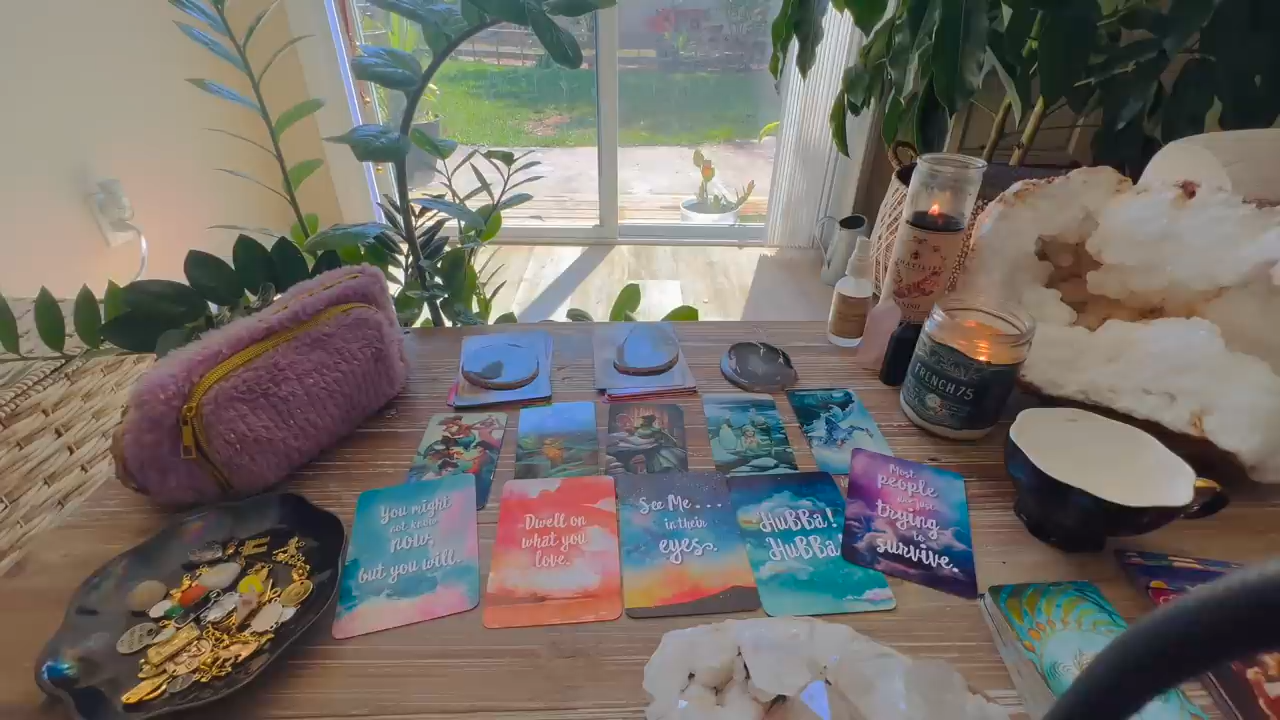 You might
not know
now,
but you will.
Dwell on
what you
love.
See Me...
in their
eyes.
HuBBa!
HuBBa
Most
people
are just
trying
to
survive.
FRENCH 75